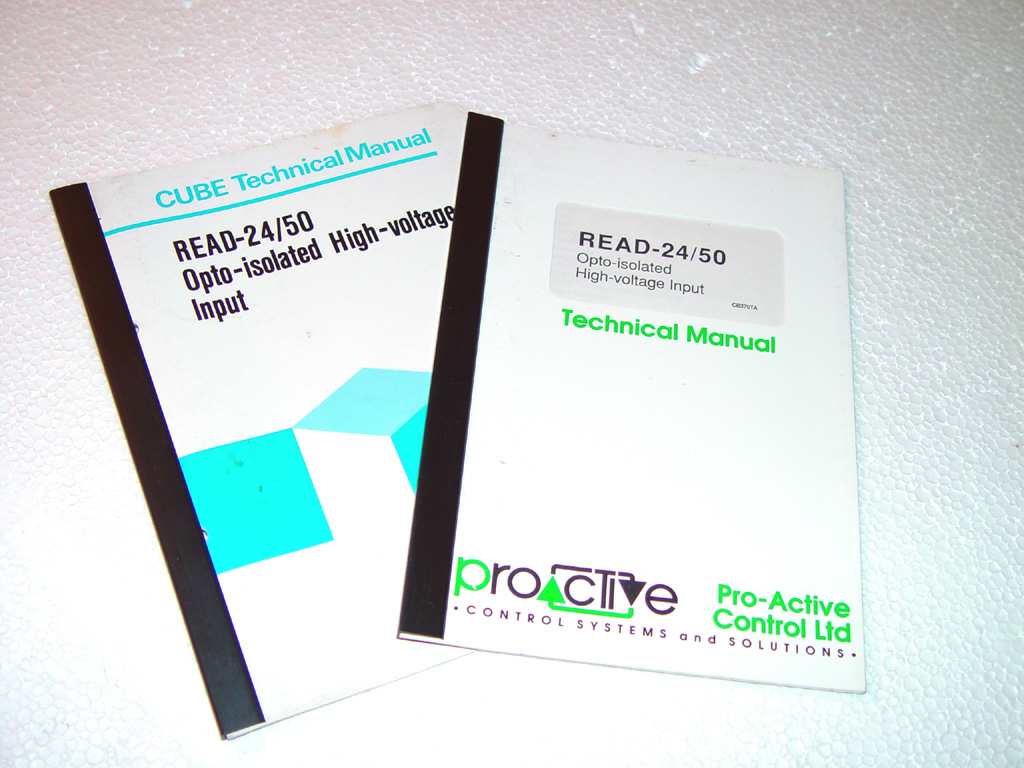 CUBE Technical Manual
READ-24/50
Opto-isolated High-voltage
Input
READ-24/50
Opto-isolated
High-voltage Input
Technical Manual
proACTIve
• CONTROL SYSTEMS and SOLUTIONS •
Pro-Active
Control Ltd